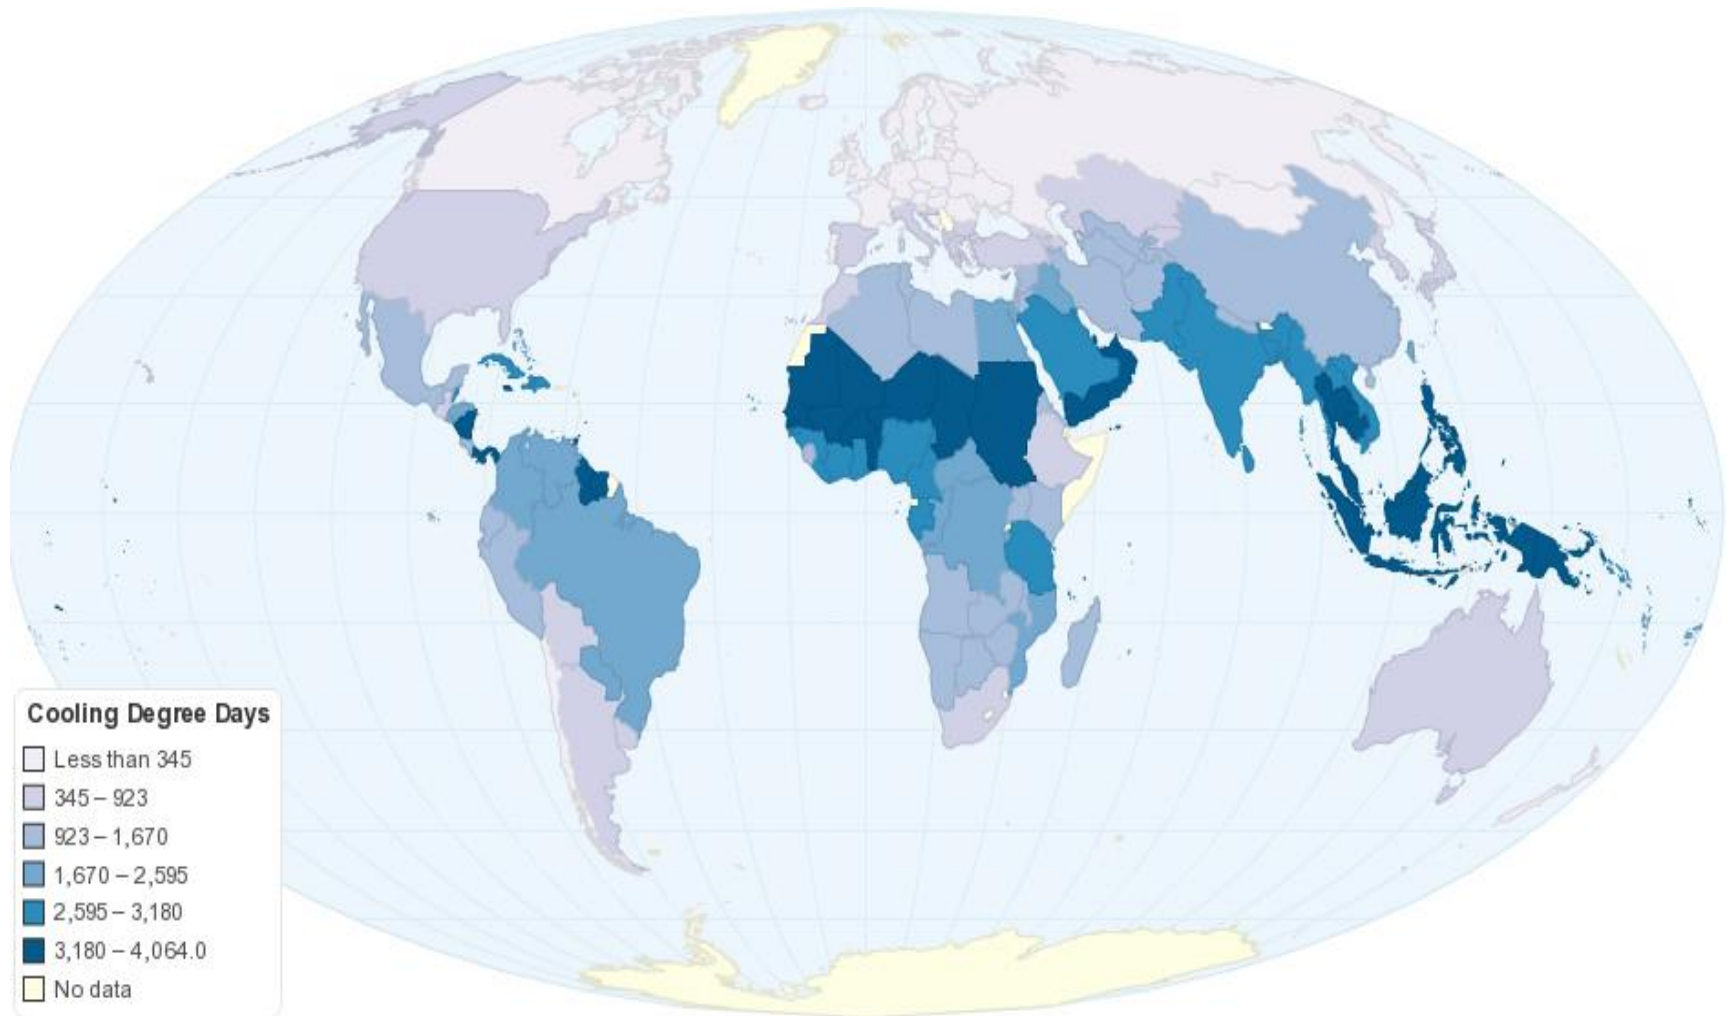 Cooling Degree Days
Less than 345
345 – 923
923 – 1,670
1,670 – 2,595
2,595 – 3,180
3,180 – 4,064.0
No data